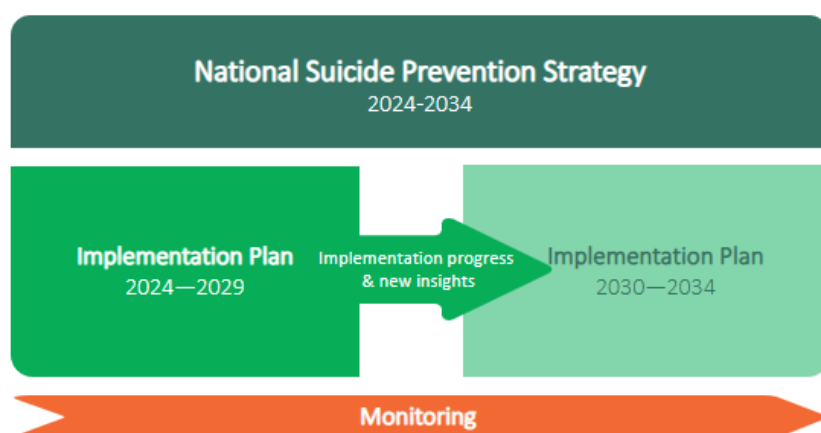 National Suicide Prevention Strategy
2024-2034
Implementation Plan
2024—2029
Implementation progress
& new insights
Implementation Plan
2030—2034
Monitoring